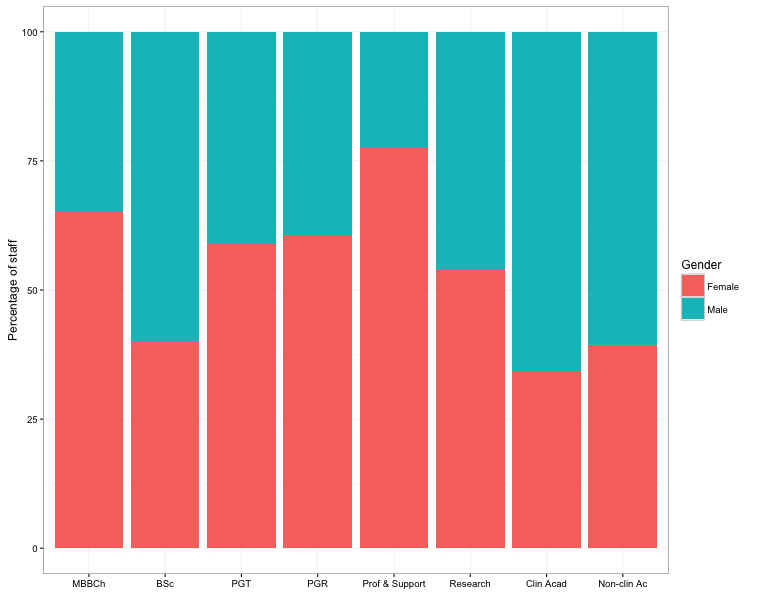 Percentage of staff
100
75
50
25
0
MBBCh BSc PGT PGR Prof & Support Research Clin Acad Non-clin Ac
Gender
Female
Male